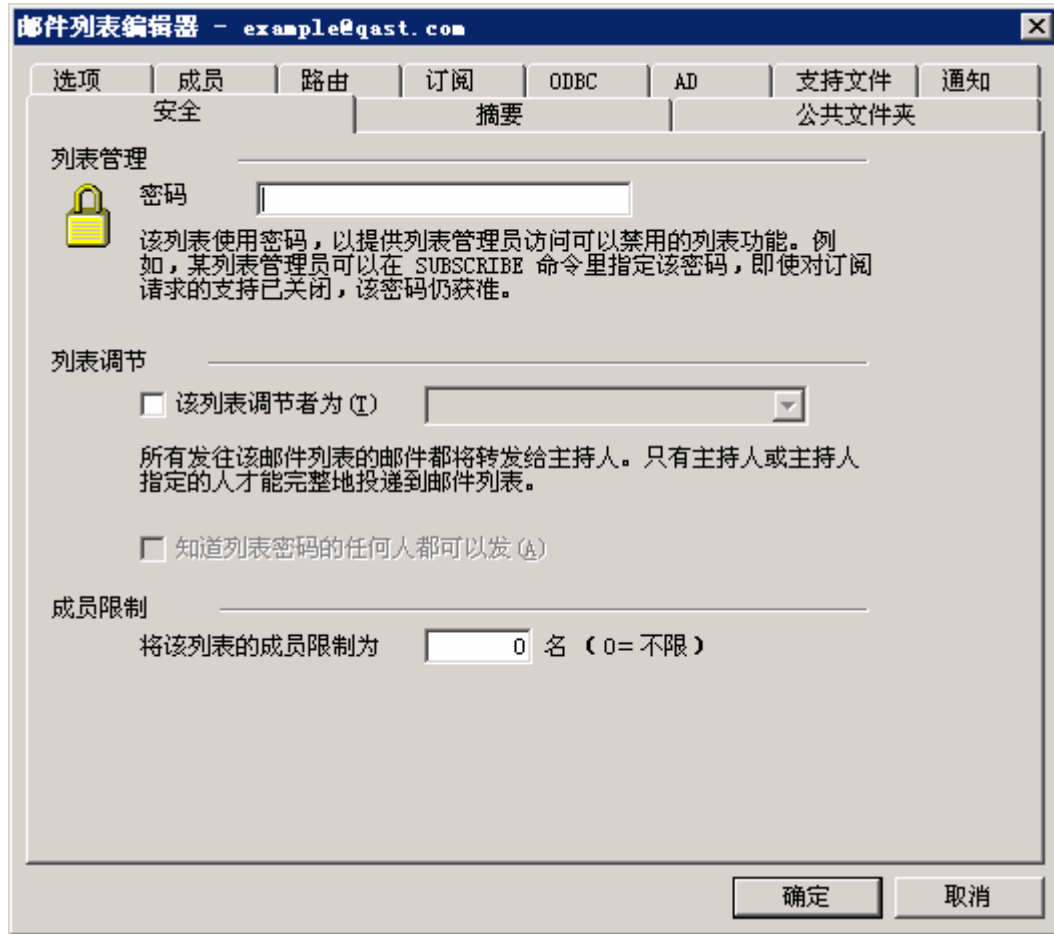 邮件列表编辑器 - example@qast.com
选项 成员 路由 订阅 ODBC AD 支持文件 通知
安全 摘要 公共文件夹
列表管理
密码
该列表使用密码，以提供列表管理员访问可以禁用的列表功能。例
如，某列表管理员可以在 SUBSCRIBE 命令里指定该密码，即使对订阅
请求的支持已关闭，该密码仍获准。
列表调节
该列表调节者为(T)
所有发往该邮件列表的邮件都将转发给主持人。只有主持人或主持人
指定的人才能完整地投递到邮件列表。
知道列表密码的任何人都可以发(A)
成员限制
将该列表的成员限制为 0 名（0=不限）
确定 取消